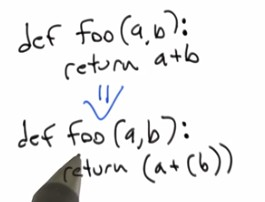 def foo(a,b):
return a+b
def foo(a,b):
return (a+(b))